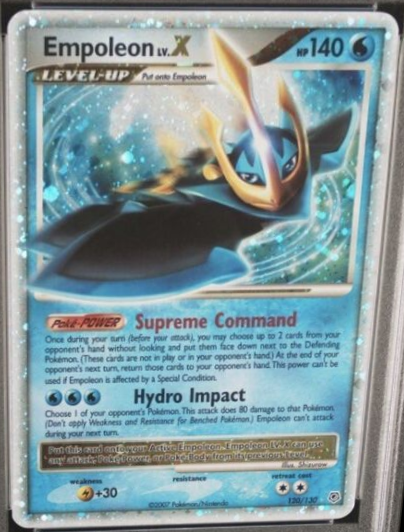 Empoleon LV.X HP 140
LEVEL-UP Put onto Empoleon
Poké-POWER Supreme Command
Once during your turn (before your attack), you may choose up to 2 cards from your
opponent's hand without looking and put them face down next to the Defending
Pokémon. (These cards are not in play or in your opponent's hand.) At the end of your
opponent's next turn, return those cards to your opponent's hand. This power can't be
used if Empoleon is affected by a Special Condition.
Hydro Impact
Choose 1 of your opponent's Pokémon. This attack does 80 damage to that Pokémon.
(Don't apply Weakness and Resistance for Benched Pokémon.) Empoleon can't attack
during your next turn.
Put this card onto your Active Empoleon. Empoleon LV.X can use
any attack, Poké-Power, or Poké-Body from its previous Level.
Illus. Shizurow
weakness resistance retreat cost
+30
©2007 Pokémon/Nintendo 120/130